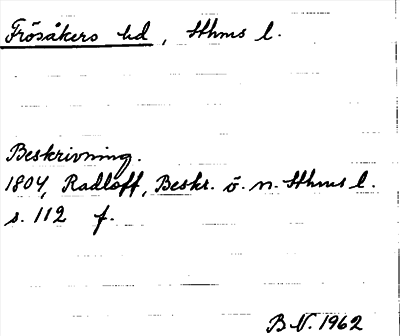 Frösåkers hd, Sthms l.
Beskrivning.
1804, Radloff, Beskr. ö. n. Sthms l.
s. 112 f.
B.N. 1962